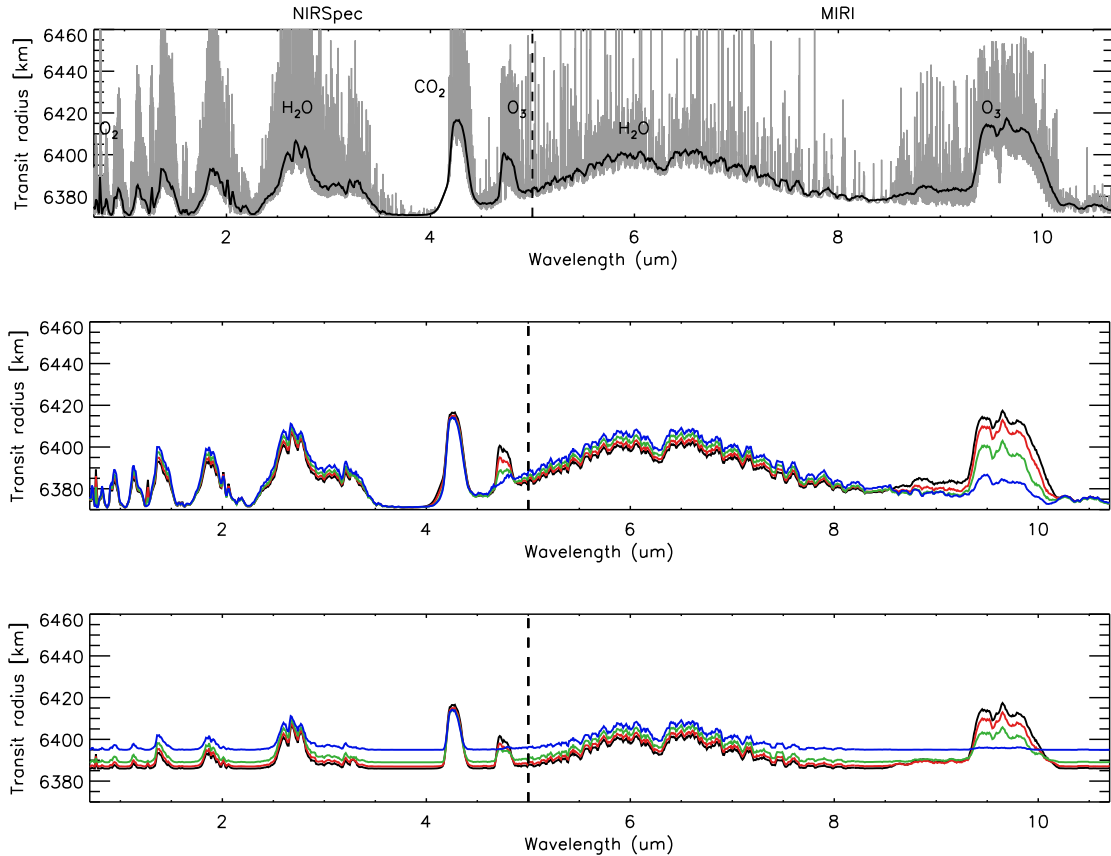 NIRSpec MIRI
Transit radius [km]
6460
6440
6420
6400
6380
O2
H2O
CO2
O3
H2O
O3
2 4 6 8 10
Wavelength (um)
Transit radius [km]
6460
6440
6420
6400
6380
2 4 6 8 10
Wavelength (um)
Transit radius [km]
6460
6440
6420
6400
6380
2 4 6 8 10
Wavelength (um)